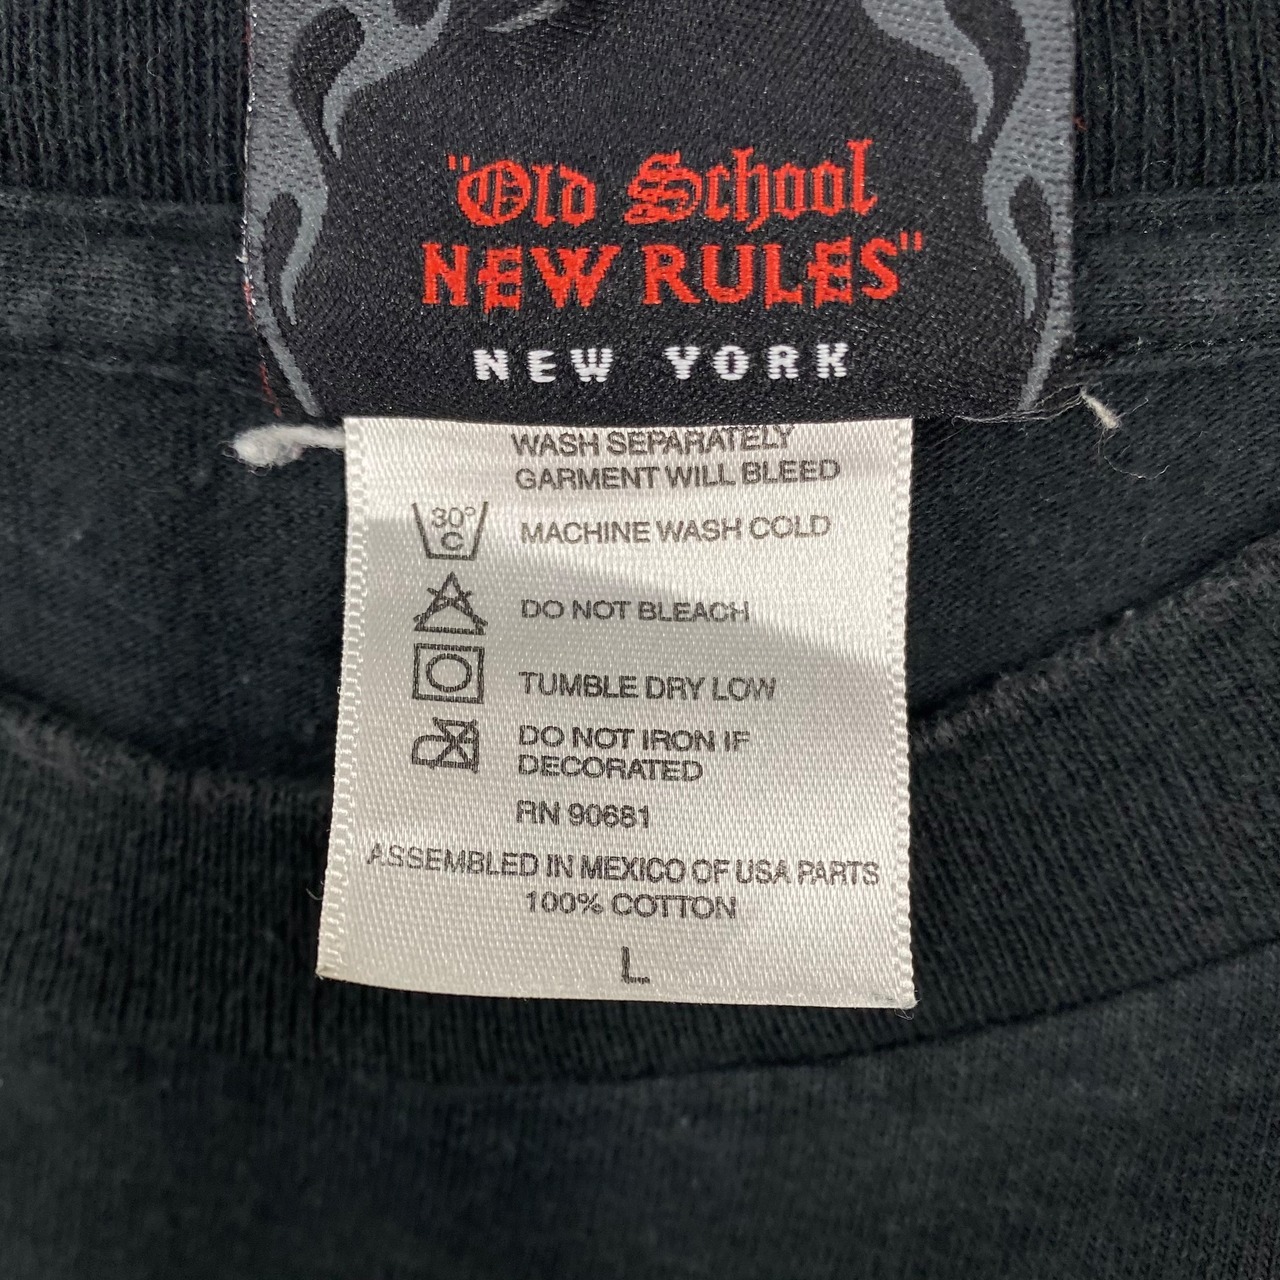 "Old School
NEW RULES"
NEW YORK
WASH SEPARATELY
GARMENT WILL BLEED
30°
C
MACHINE WASH COLD
DO NOT BLEACH
TUMBLE DRY LOW
DO NOT IRON IF
DECORATED
RN 90681
ASSEMBLED IN MEXICO OF USA PARTS
100% COTTON
L